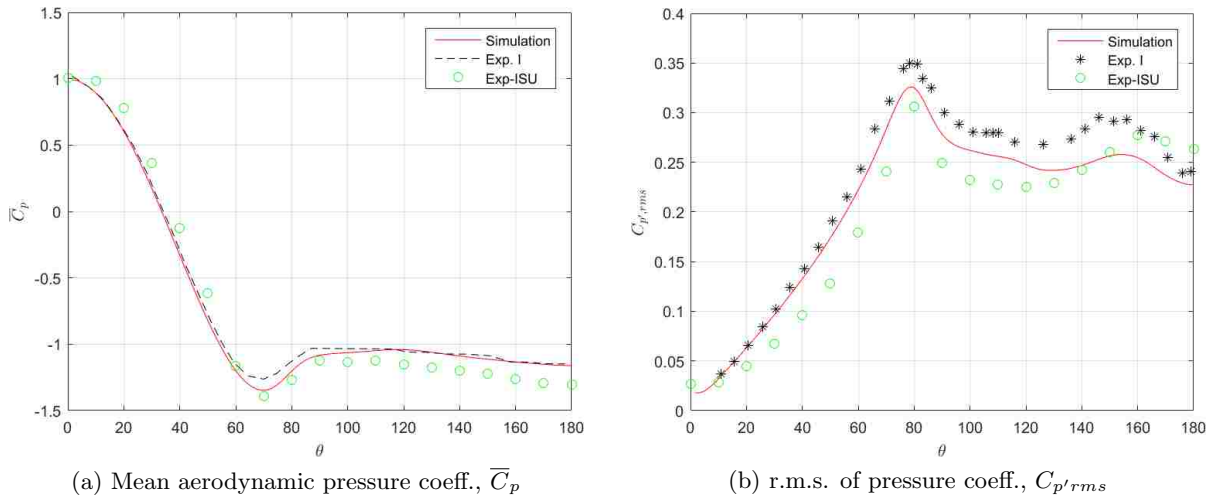 1.5
1
0.5
0
-0.5
-1
-1.5
0 20 40 60 80 100 120 140 160 180
θ
C̅p
Simulation
Exp. I
Exp-ISU
(a) Mean aerodynamic pressure coeff., C̅p
0.4
0.35
0.3
0.25
0.2
0.15
0.1
0.05
0
0 20 40 60 80 100 120 140 160 180
θ
Cp′,rms
Simulation
Exp. I
Exp-ISU
(b) r.m.s. of pressure coeff., Cp′rms